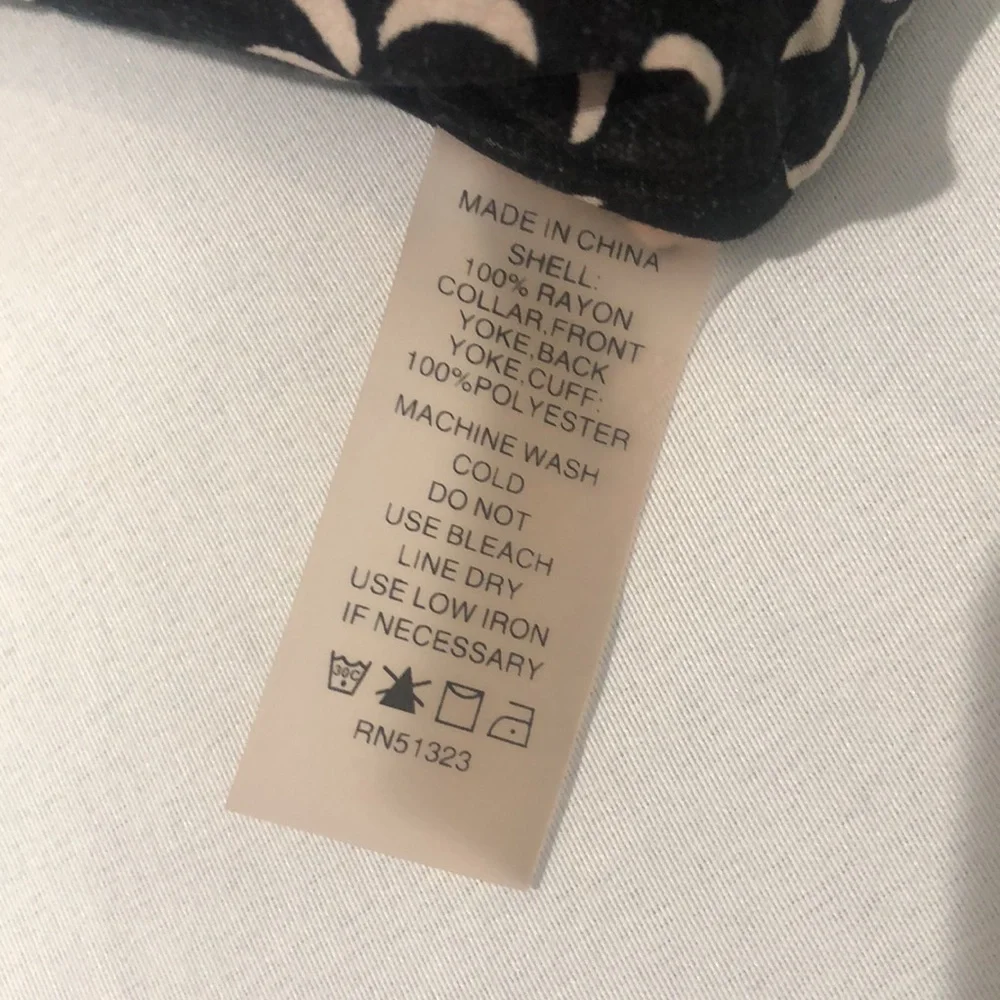 MADE IN CHINA
SHELL:
100% RAYON
COLLAR,FRONT
YOKE,BACK
YOKE,CUFF:
100%POLYESTER
MACHINE WASH
COLD
DO NOT
USE BLEACH
LINE DRY
USE LOW IRON
IF NECESSARY
30C
RN51323